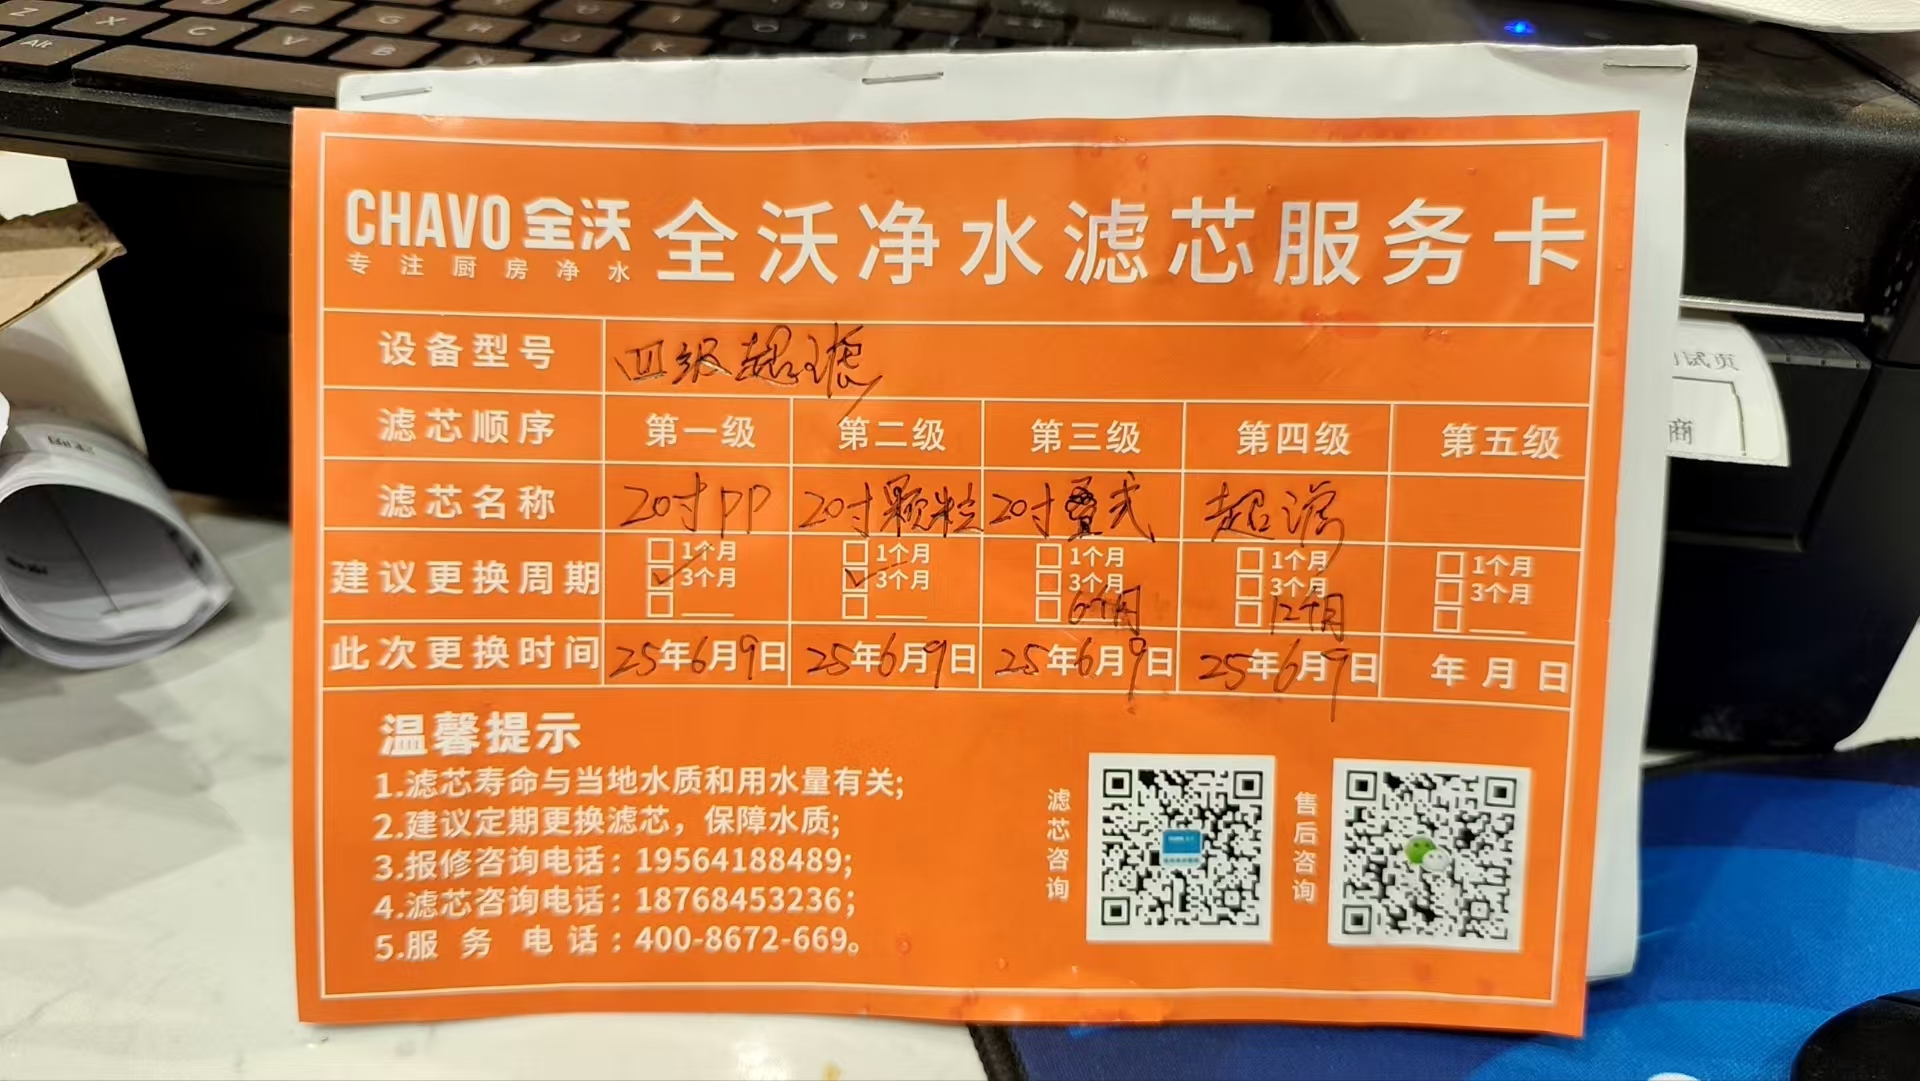 CHAVO 全沃
专注厨房净水
全沃净水滤芯服务卡
设备型号 四级超滤
滤芯顺序 第一级 第二级 第三级 第四级 第五级
滤芯名称 20寸PP 20寸颗粒 20寸叠式 超滤
建议更换周期
□1个月 □1个月 □1个月 □1个月 □1个月
☑3个月 ☑3个月 □3个月 □3个月 □3个月
□____ □____ □6个月 □12个月 □____
此次更换时间 25年6月9日 25年6月9日 25年6月9日 25年6月9日 年月日
温馨提示
1.滤芯寿命与当地水质和用水量有关;
2.建议定期更换滤芯，保障水质;
3.报修咨询电话：19564188489;
4.滤芯咨询电话：18768453236;
5.服务电话：400-8672-669。
滤芯咨询
售后咨询
试页
商
Z
X
C
V
B
N
M
Alt